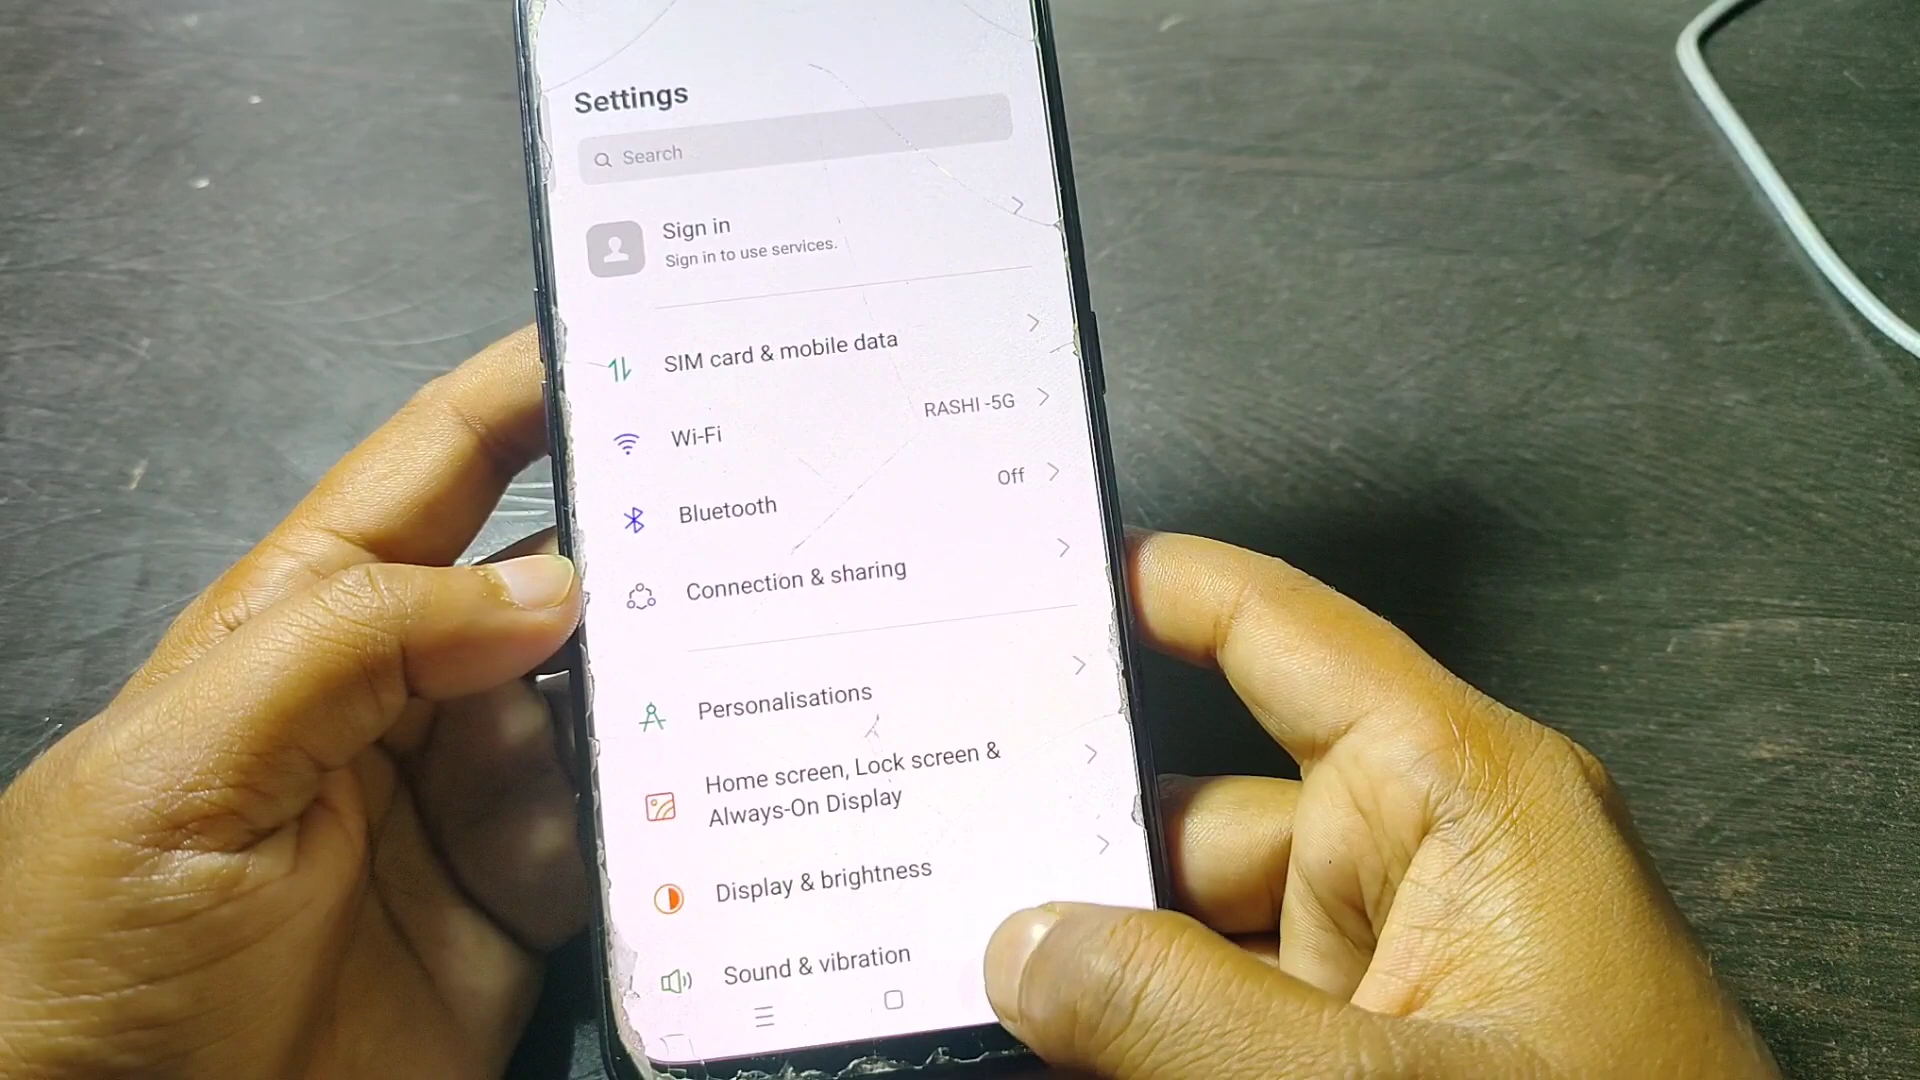 Settings
Search
Sign in
Sign in to use services.
SIM card & mobile data
Wi-Fi RASHI -5G
Bluetooth Off
Connection & sharing
Personalisations
Home screen, Lock screen &
Always-On Display
Display & brightness
Sound & vibration